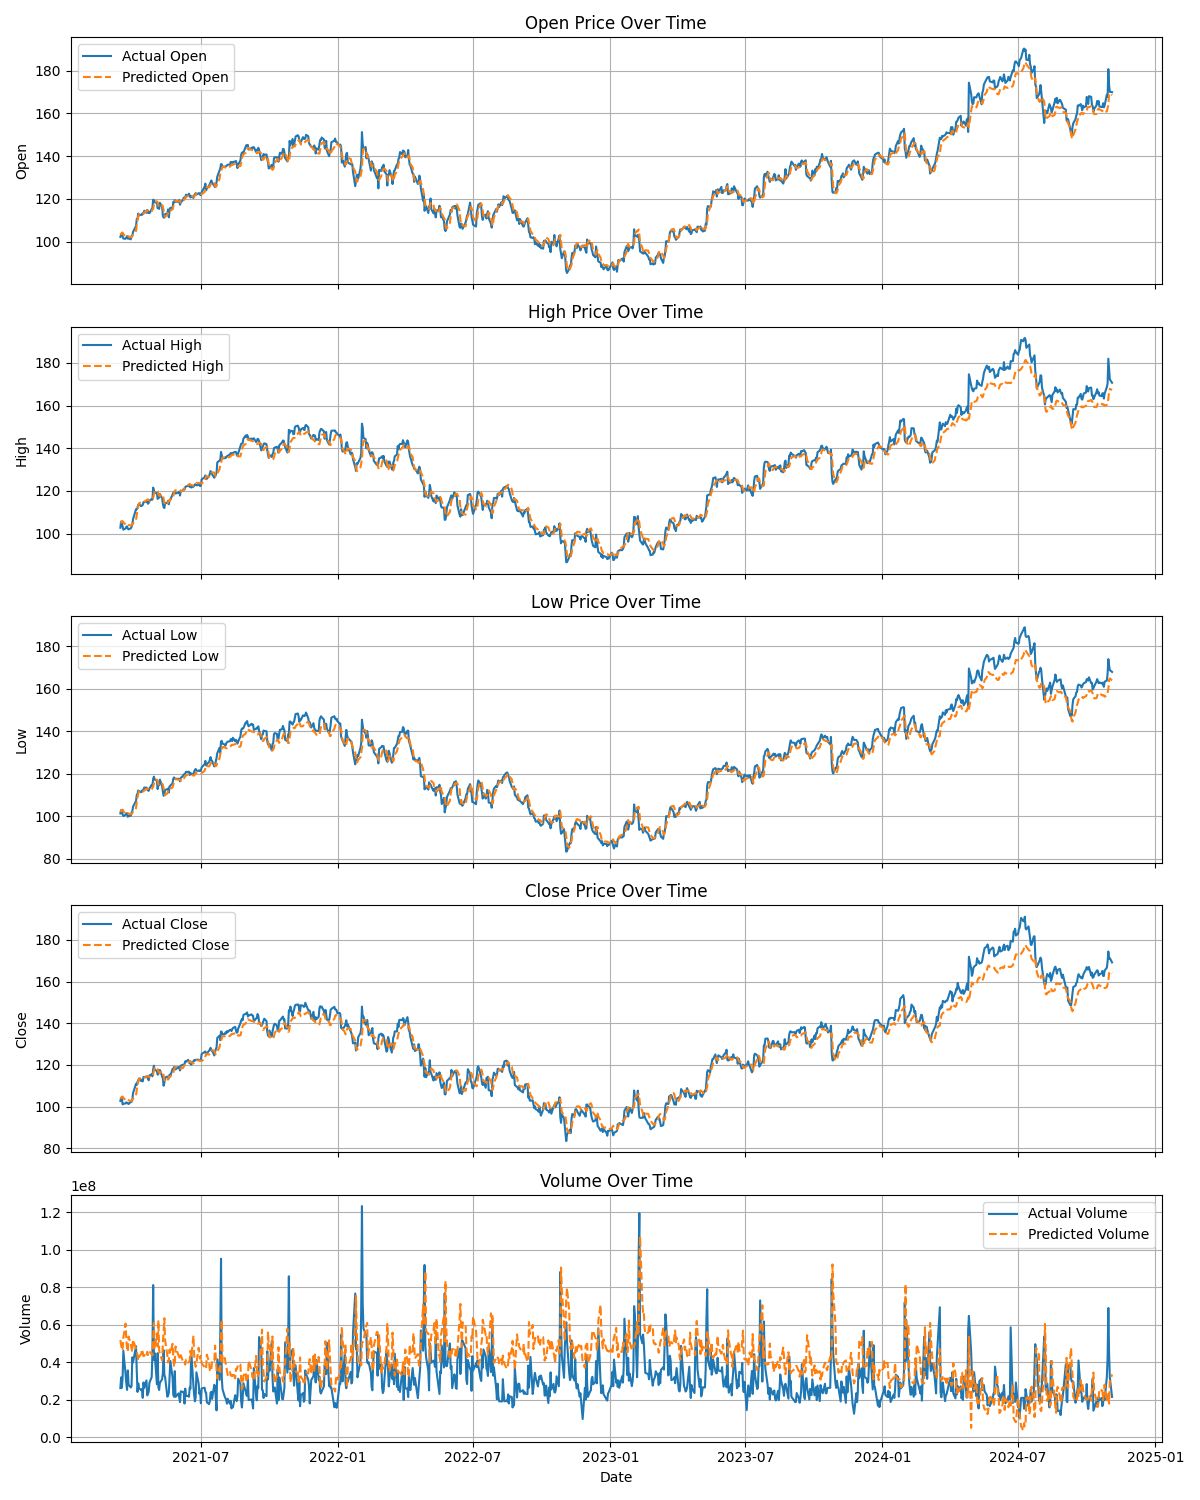 Open Price Over Time
Actual Open
Predicted Open
180
160
140
120
100
Open
High Price Over Time
Actual High
Predicted High
180
160
140
120
100
High
Low Price Over Time
Actual Low
Predicted Low
180
160
140
120
100
80
Low
Close Price Over Time
Actual Close
Predicted Close
180
160
140
120
100
80
Close
Volume Over Time
1e8
Actual Volume
Predicted Volume
1.2
1.0
0.8
0.6
0.4
0.2
0.0
Volume
2021-07 2022-01 2022-07 2023-01 2023-07 2024-01 2024-07 2025-01
Date